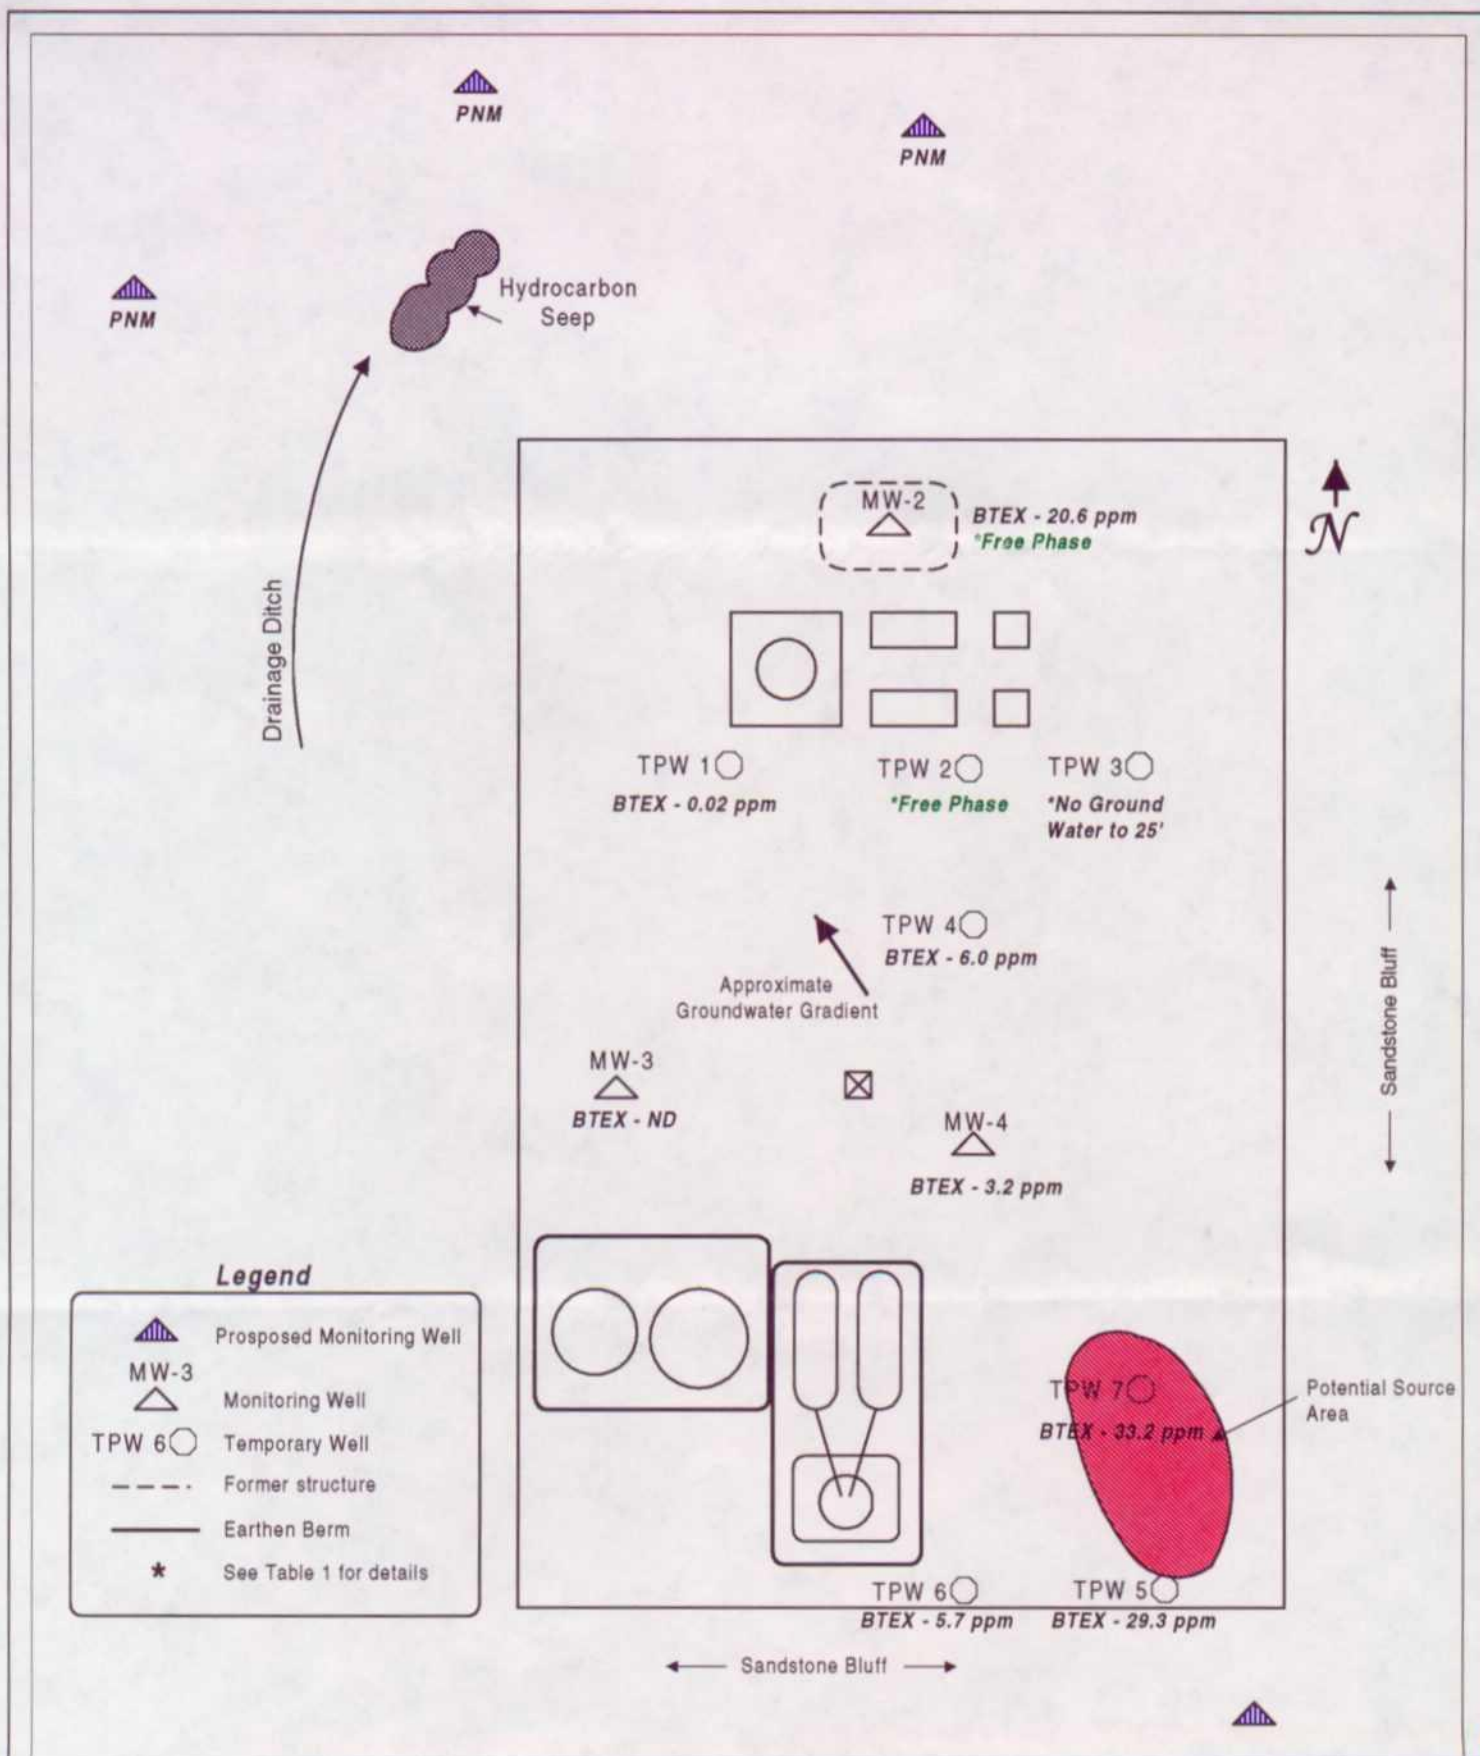 PNM
PNM
PNM
Hydrocarbon
Seep
Drainage Ditch
N
MW-2
BTEX - 20.6 ppm
*Free Phase
TPW 1
BTEX - 0.02 ppm
TPW 2
*Free Phase
TPW 3
*No Ground
Water to 25'
TPW 4
BTEX - 6.0 ppm
Approximate
Groundwater Gradient
Sandstone Bluff
MW-3
BTEX - ND
MW-4
BTEX - 3.2 ppm
Legend
Prosposed Monitoring Well
MW-3
Monitoring Well
TPW 6
Temporary Well
Former structure
Earthen Berm
* See Table 1 for details
TPW 7
BTEX - 33.2 ppm
Potential Source
Area
TPW 6
BTEX - 5.7 ppm
TPW 5
BTEX - 29.3 ppm
Sandstone Bluff